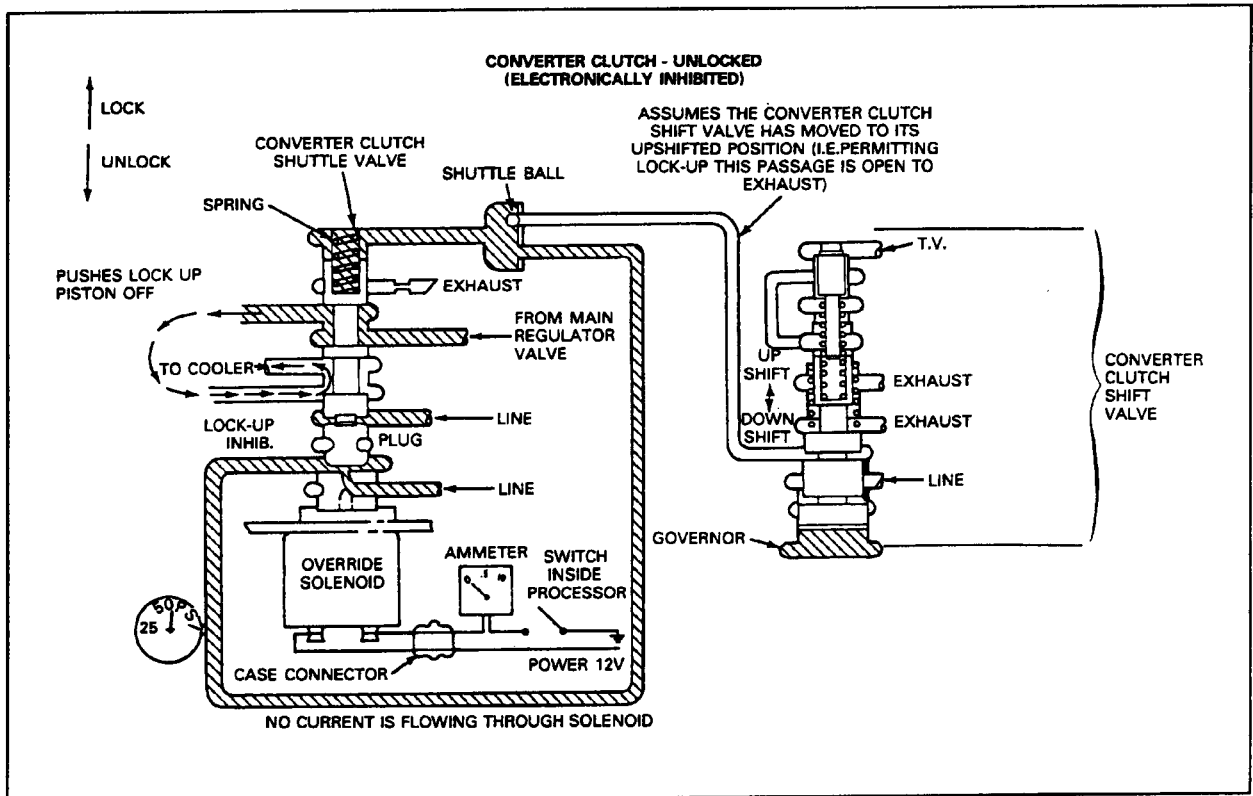 CONVERTER CLUTCH - UNLOCKED
(ELECTRONICALLY INHIBITED)
LOCK
UNLOCK
CONVERTER CLUTCH
SHUTTLE VALVE
SPRING
SHUTTLE BALL
ASSUMES THE CONVERTER CLUTCH
SHIFT VALVE HAS MOVED TO ITS
UPSHIFTED POSITION (I.E.PERMITTING
LOCK-UP THIS PASSAGE IS OPEN TO
EXHAUST)
T.V.
PUSHES LOCK UP
PISTON OFF
EXHAUST
FROM MAIN
REGULATOR
VALVE
TO COOLER
UP
SHIFT
DOWN
SHIFT
EXHAUST
EXHAUST
CONVERTER
CLUTCH
SHIFT
VALVE
LOCK-UP
INHIB.
PLUG
LINE
LINE
LINE
GOVERNOR
OVERRIDE
SOLENOID
AMMETER
0 .5 10
SWITCH
INSIDE
PROCESSOR
25 50 PSI
CASE CONNECTOR
POWER 12V
NO CURRENT IS FLOWING THROUGH SOLENOID